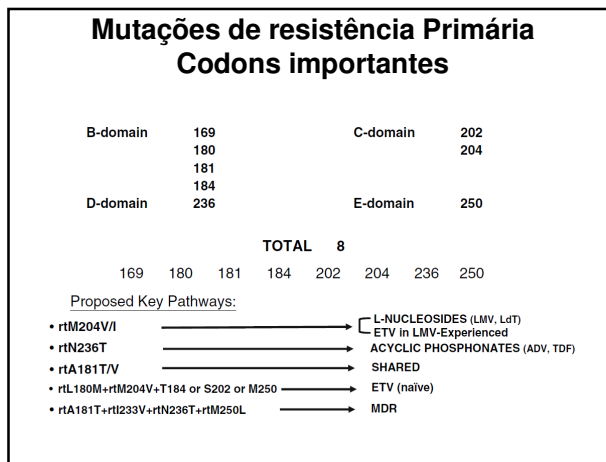 Mutações de resistência Primária
Codons importantes
B-domain 169 C-domain 202
180 204
181
184
D-domain 236 E-domain 250
TOTAL 8
169 180 181 184 202 204 236 250
Proposed Key Pathways:
• rtM204V/I L-NUCLEOSIDES (LMV, LdT)
ETV in LMV-Experienced
• rtN236T ACYCLIC PHOSPHONATES (ADV, TDF)
• rtA181T/V SHARED
• rtL180M+rtM204V+T184 or S202 or M250 ETV (naïve)
• rtA181T+rtI233V+rtN236T+rtM250L MDR